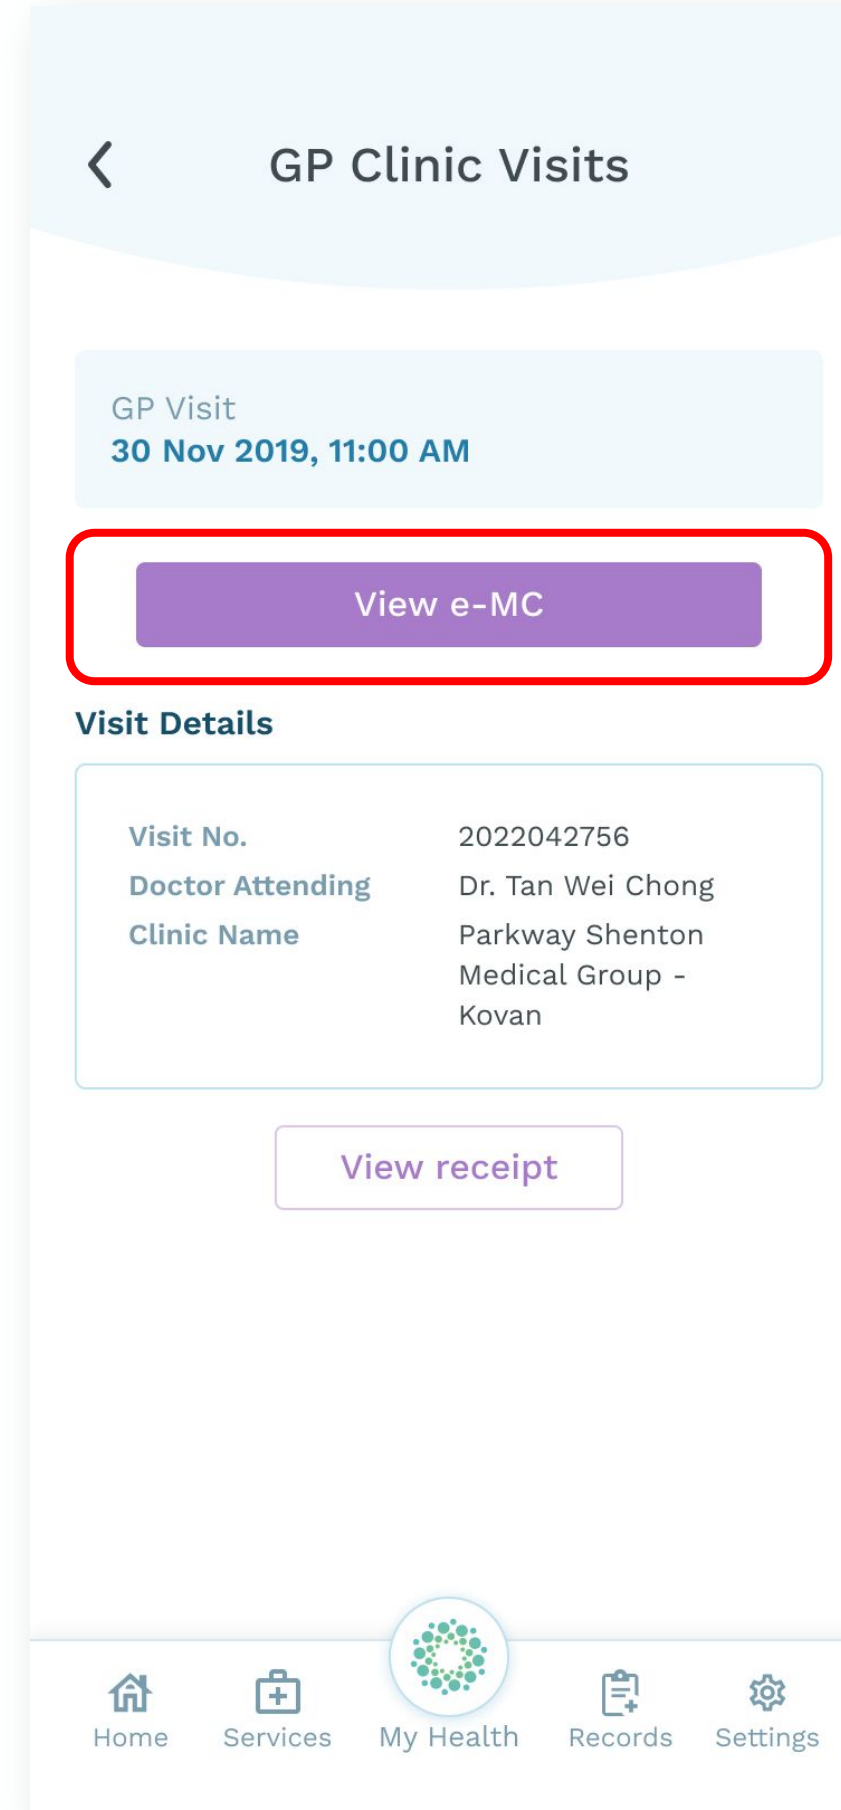 GP Clinic Visits
GP Visit
30 Nov 2019, 11:00 AM
View e-MC
Visit Details
Visit No. 2022042756
Doctor Attending Dr. Tan Wei Chong
Clinic Name Parkway Shenton
Medical Group -
Kovan
View receipt
Home Services My Health Records Settings